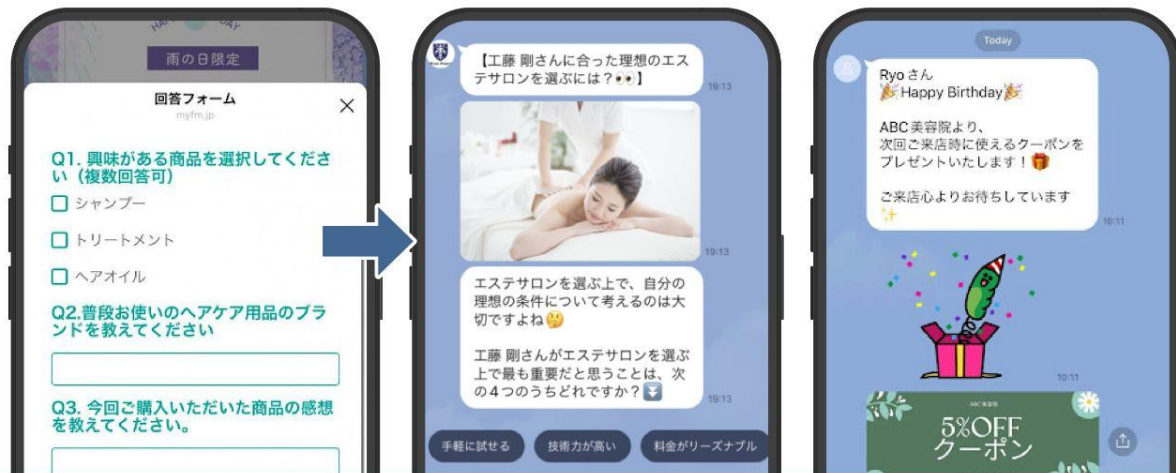 HAPPY DAY
雨の日限定
回答フォーム
myfm.jp
Q1. 興味がある商品を選択してくださ
い（複数回答可）
シャンプー
トリートメント
ヘアオイル
Q2.普段お使いのヘアケア用品のブラ
ンドを教えてください
Q3. 今回ご購入いただいた商品の感想
を教えてください。
【工藤 剛さんに合った理想のエス
テサロンを選ぶには？👀】
19:13
19:13
エステサロンを選ぶ上で、自分の
理想の条件について考えるのは大
切ですよね🤔
工藤 剛さんがエステサロンを選ぶ
上で最も重要だと思うことは、次
の４つのうちどれですか？⏬
19:13
手軽に試せる
技術力が高い
料金がリーズナブル
Today
Ryo さん
🎉Happy Birthday🎉
ABC美容院より、
次回ご来店時に使えるクーポンを
プレゼントいたします！🎁
ご来店心よりお待ちしています
✨
10:11
10:11
ABC美容院
5%OFF
クーポン